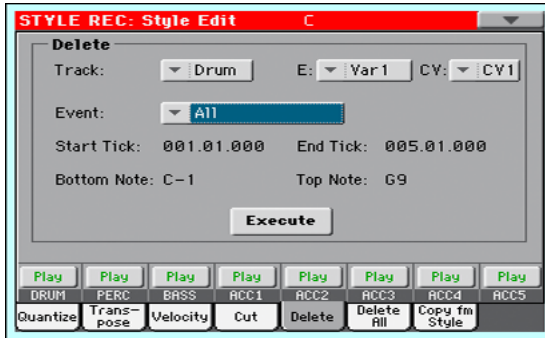 STYLE REC: Style Edit C
Delete
Track: Drum E: Var1 CV: CV1
Event: All
Start Tick: 001.01.000 End Tick: 005.01.000
Bottom Note: C-1 Top Note: G9
Execute
Play Play Play Play Play Play Play Play
DRUM PERC BASS ACC1 ACC2 ACC3 ACC4 ACC5
Quantize Trans-pose Velocity Cut Delete Delete All Copy fm Style